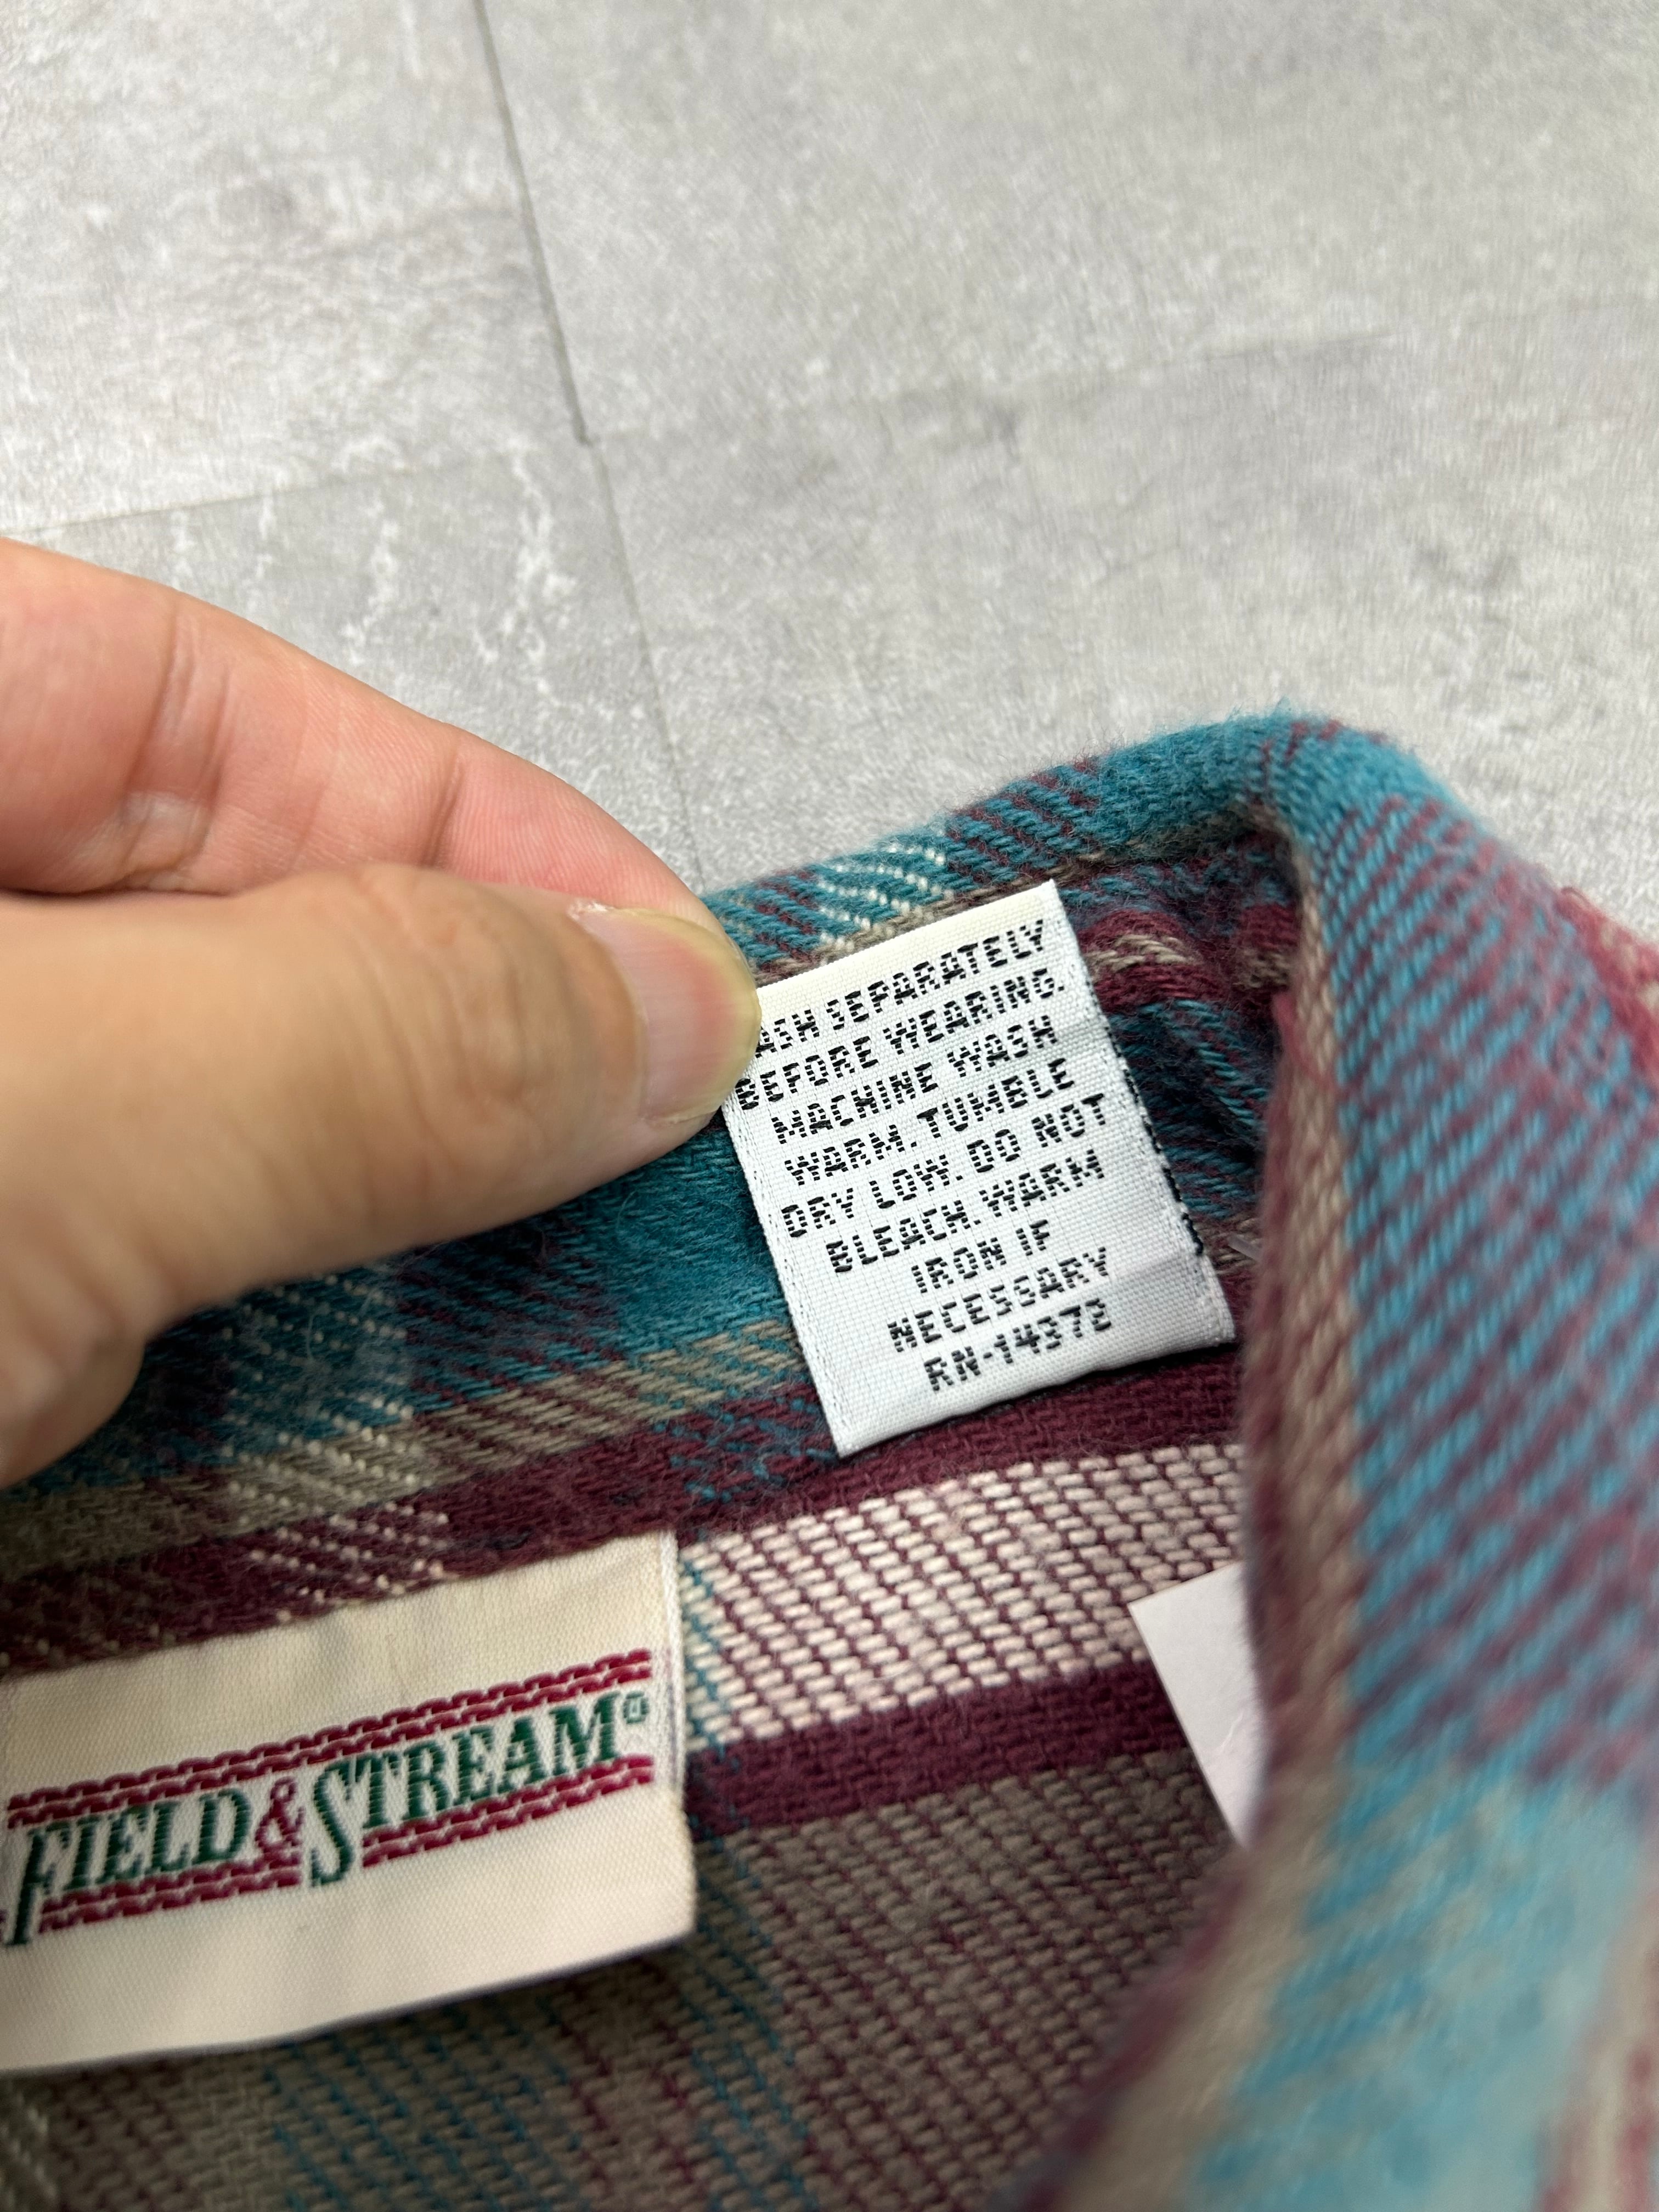 WASH SEPARATELY
BEFORE WEARING.
MACHINE WASH
WARM. TUMBLE
DRY LOW. DO NOT
BLEACH. WARM
IRON IF
NECESSARY
RN-14372
FIELD & STREAM®